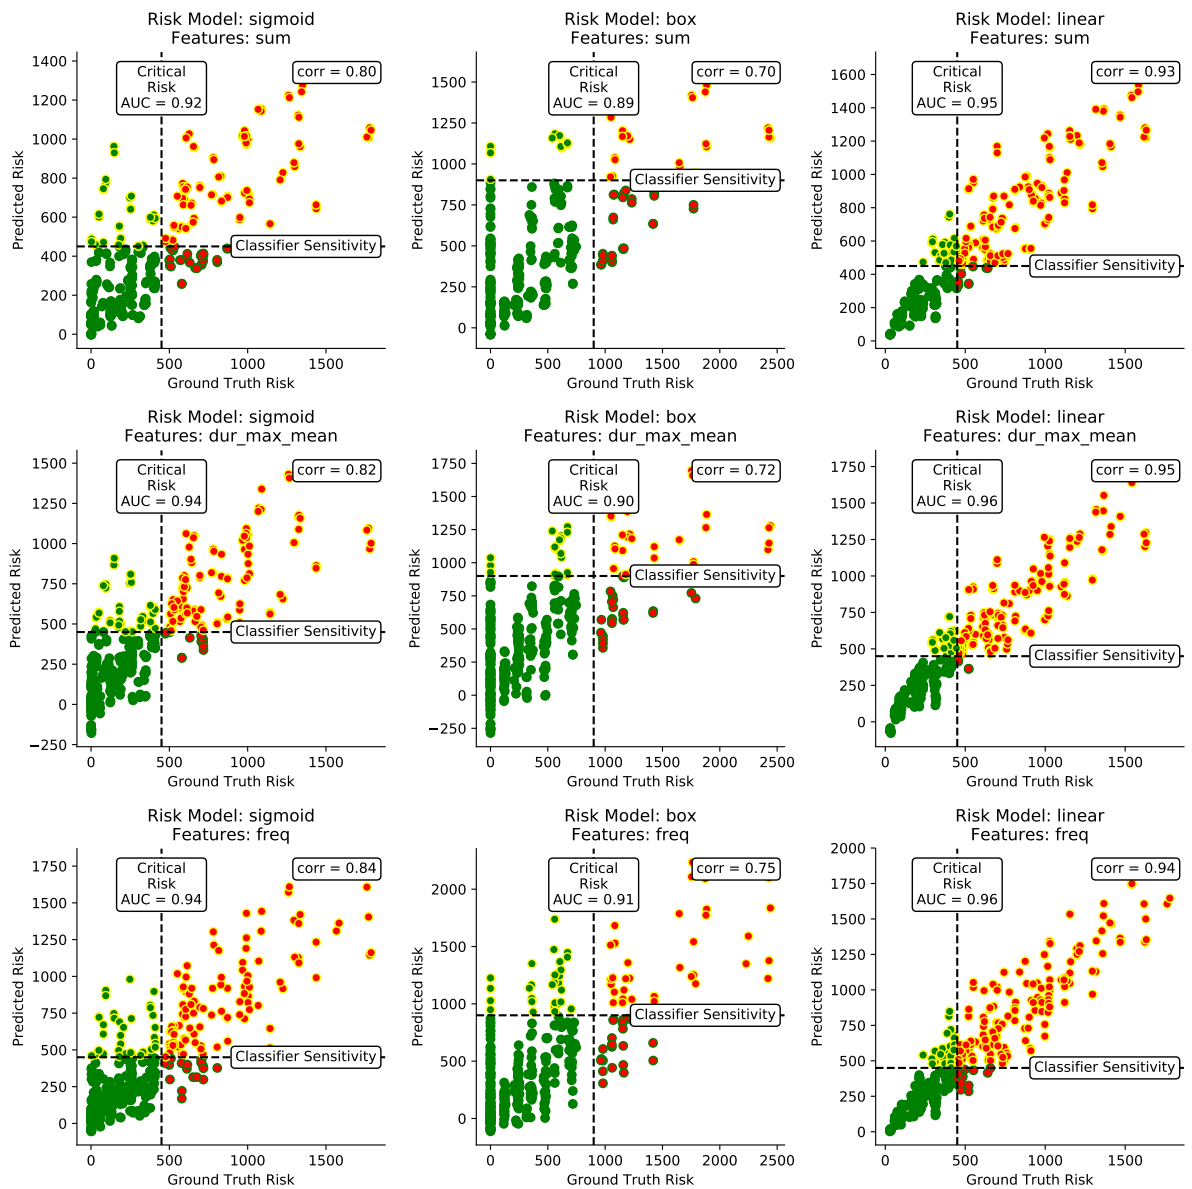 Risk Model: sigmoid
Features: sum
Critical
Risk
AUC = 0.92
corr = 0.80
Classifier Sensitivity
Predicted Risk
1400
1200
1000
800
600
400
200
0
0
500
1000
1500
Ground Truth Risk
Risk Model: box
Features: sum
Critical
Risk
AUC = 0.89
corr = 0.70
Classifier Sensitivity
Predicted Risk
1500
1250
1000
750
500
250
0
0
500
1000
1500
2000
2500
Ground Truth Risk
Risk Model: linear
Features: sum
Critical
Risk
AUC = 0.95
corr = 0.93
Classifier Sensitivity
Predicted Risk
1600
1400
1200
1000
800
600
400
200
0
0
500
1000
1500
Ground Truth Risk
Risk Model: sigmoid
Features: dur_max_mean
Critical
Risk
AUC = 0.94
corr = 0.82
Classifier Sensitivity
Predicted Risk
1500
1250
1000
750
500
250
0
−250
0
500
1000
1500
Ground Truth Risk
Risk Model: box
Features: dur_max_mean
Critical
Risk
AUC = 0.90
corr = 0.72
Classifier Sensitivity
Predicted Risk
1750
1500
1250
1000
750
500
250
0
−250
0
500
1000
1500
2000
2500
Ground Truth Risk
Risk Model: linear
Features: dur_max_mean
Critical
Risk
AUC = 0.96
corr = 0.95
Classifier Sensitivity
Predicted Risk
1750
1500
1250
1000
750
500
250
0
0
500
1000
1500
Ground Truth Risk
Risk Model: sigmoid
Features: freq
Critical
Risk
AUC = 0.94
corr = 0.84
Classifier Sensitivity
Predicted Risk
1750
1500
1250
1000
750
500
250
0
0
500
1000
1500
Ground Truth Risk
Risk Model: box
Features: freq
Critical
Risk
AUC = 0.91
corr = 0.75
Classifier Sensitivity
Predicted Risk
2000
1500
1000
500
0
0
500
1000
1500
2000
2500
Ground Truth Risk
Risk Model: linear
Features: freq
Critical
Risk
AUC = 0.96
corr = 0.94
Classifier Sensitivity
Predicted Risk
2000
1750
1500
1250
1000
750
500
250
0
0
500
1000
1500
Ground Truth Risk